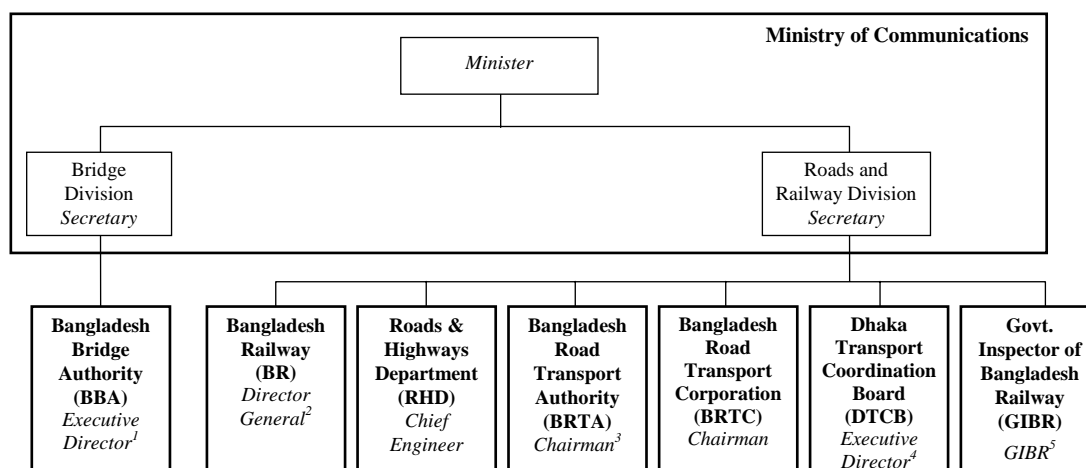 Ministry of Communications
Minister
Bridge
Division
Secretary
Roads and
Railway Division
Secretary
Bangladesh
Bridge
Authority
(BBA)
Executive
Director1
Bangladesh
Railway
(BR)
Director
General2
Roads &
Highways
Department
(RHD)
Chief
Engineer
Bangladesh
Road
Transport
Authority
(BRTA)
Chairman3
Bangladesh
Road
Transport
Corporation
(BRTC)
Chairman
Dhaka
Transport
Coordination
Board
(DTCB)
Executive
Director4
Govt.
Inspector of
Bangladesh
Railway
(GIBR)
GIBR5